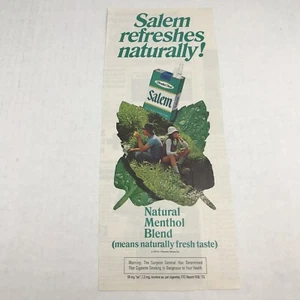 Salem
refreshes
naturally!
Salem
Natural
Menthol
Blend
(means naturally fresh taste)
Warning: The Surgeon General Has Determined
That Cigarette Smoking Is Dangerous to Your Health.